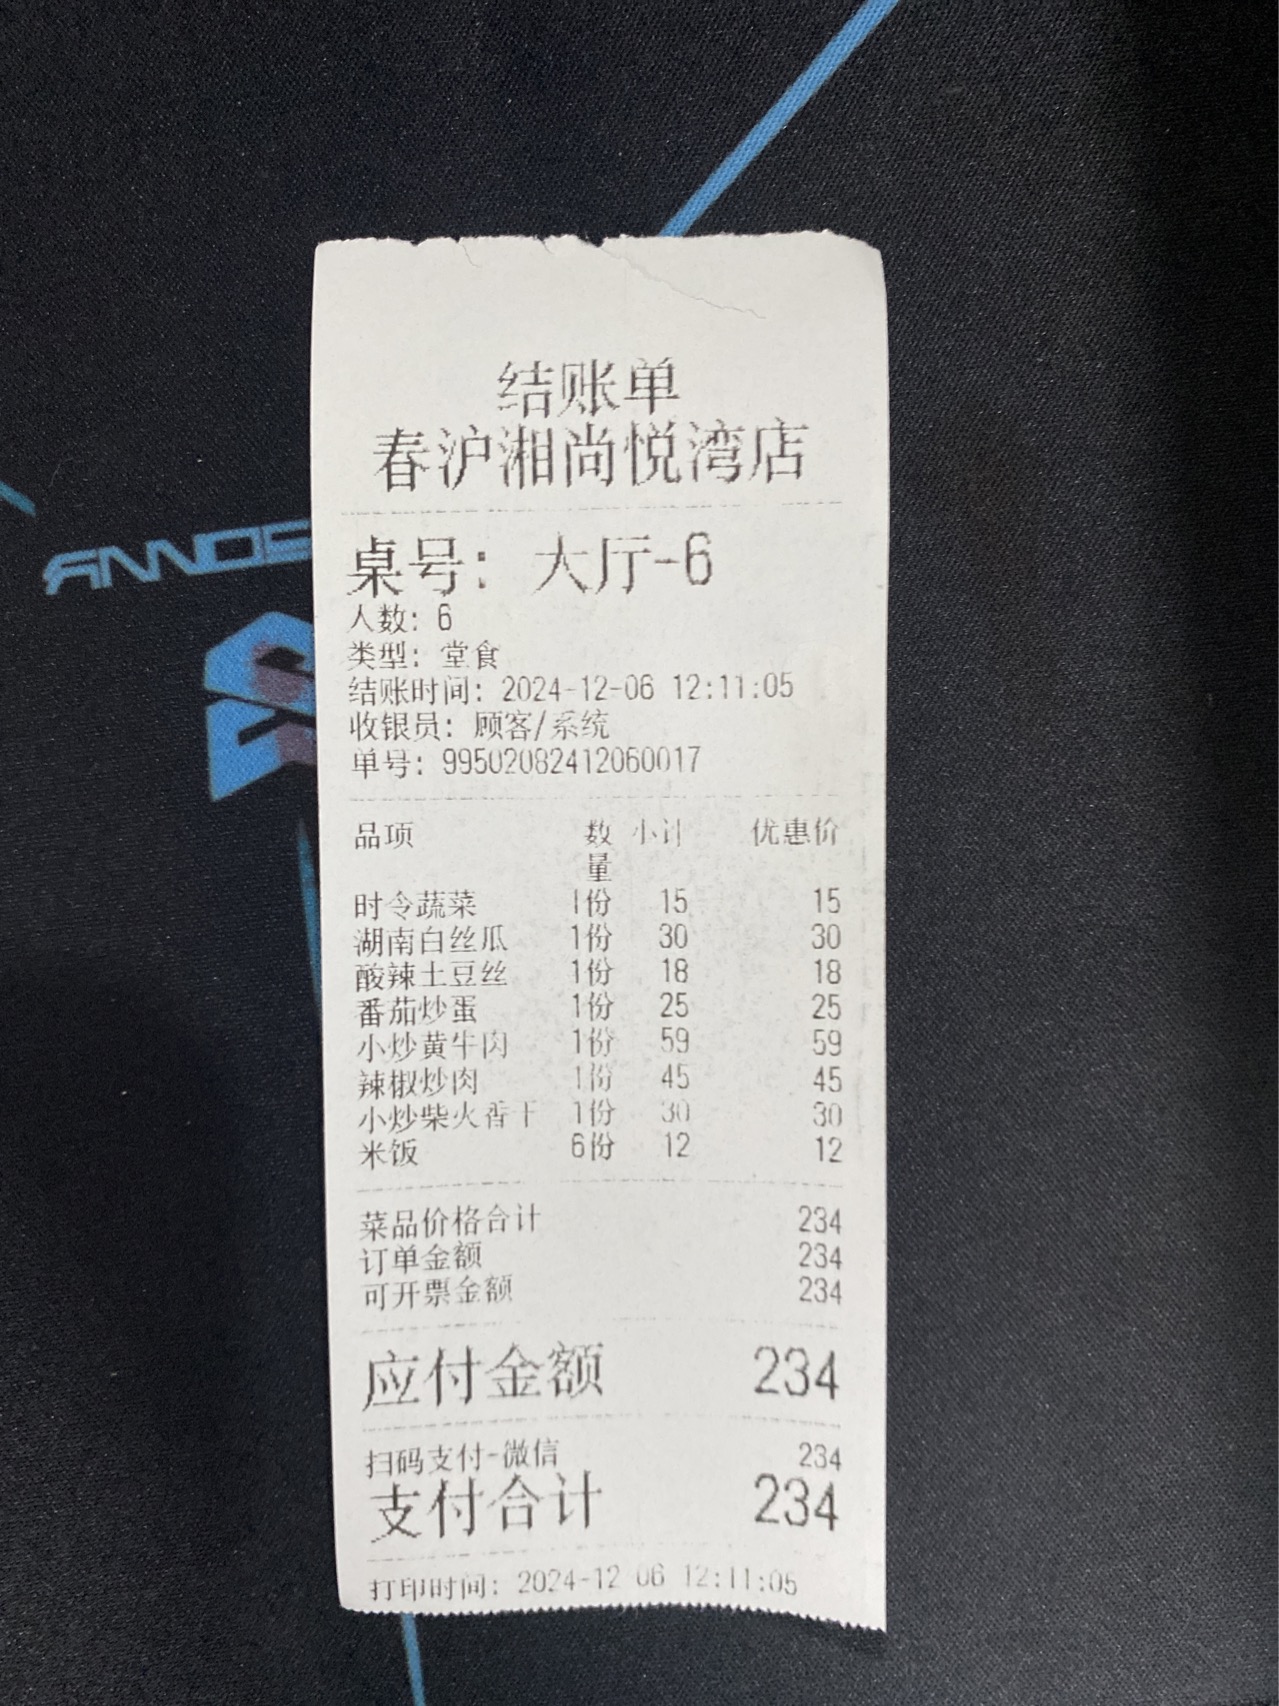 结账单
春沪湘尚悦湾店
桌号: 大厅-6
人数: 6
类型: 堂食
结账时间: 2024-12-06 12:11:05
收银员: 顾客/系统
单号: 99502082412060017
品项 数量 小计 优惠价
时令蔬菜 1份 15 15
湖南白丝瓜 1份 30 30
酸辣土豆丝 1份 18 18
番茄炒蛋 1份 25 25
小炒黄牛肉 1份 59 59
辣椒炒肉 1份 45 45
小炒柴火香干 1份 30 30
米饭 6份 12 12
菜品价格合计 234
订单金额 234
可开票金额 234
应付金额 234
扫码支付-微信 234
支付合计 234
打印时间: 2024-12-06 12:11:05